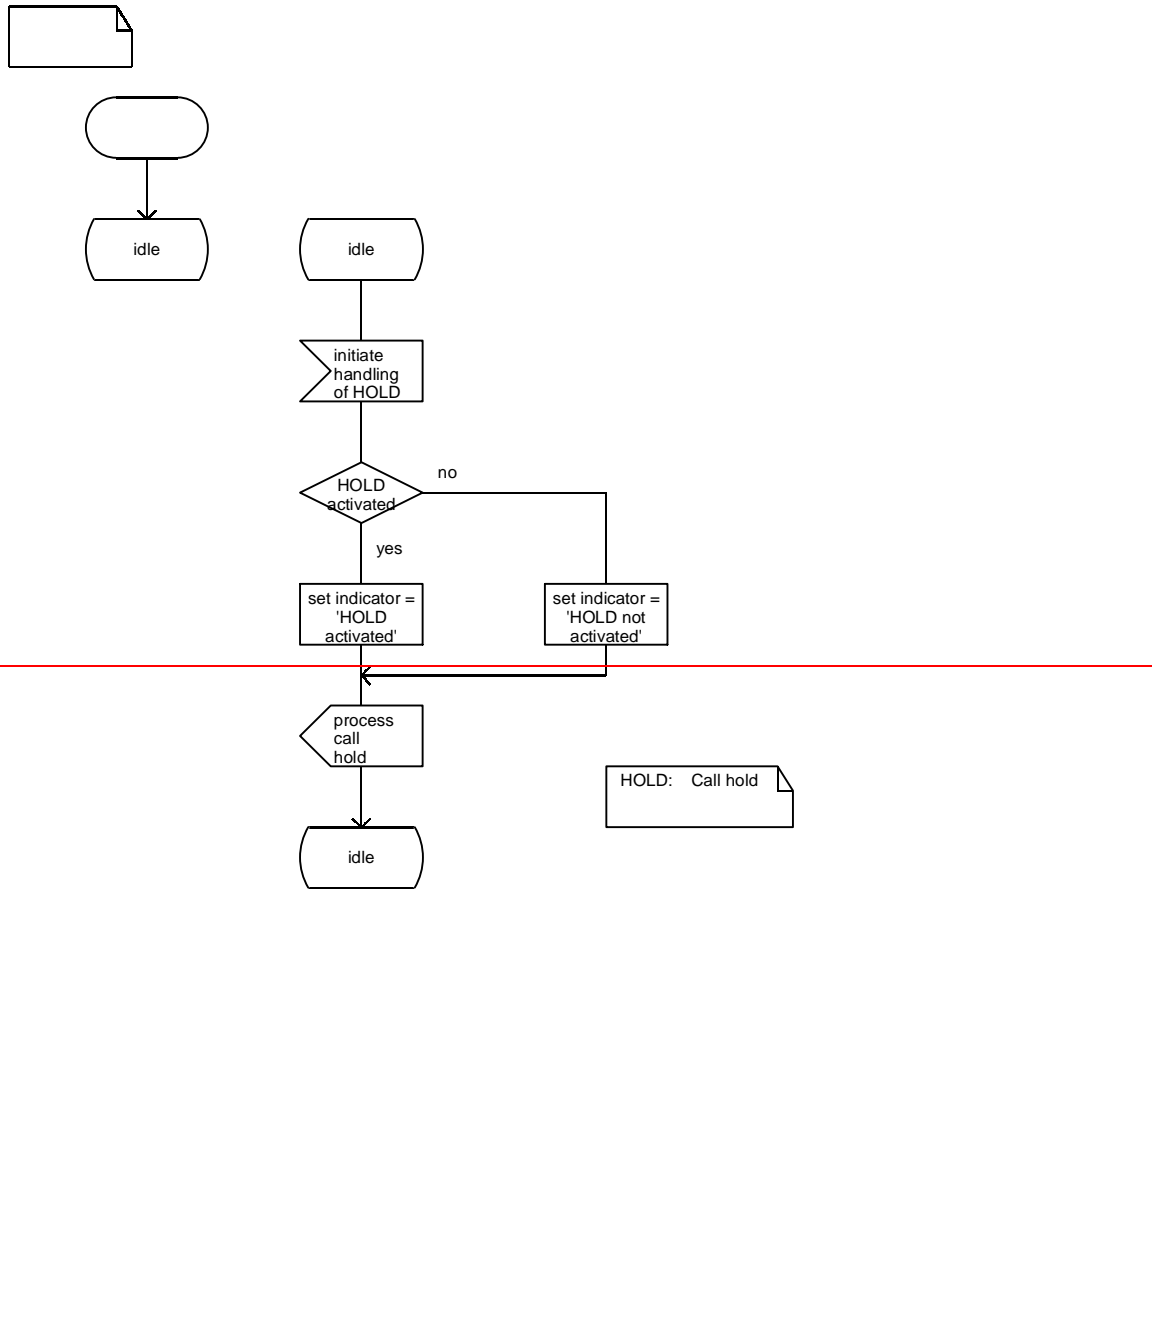 idle
idle
initiate
handling
of HOLD
HOLD
activated
no
yes
set indicator =
'HOLD
activated'
set indicator =
'HOLD not
activated'
process
call
hold
HOLD: Call hold
idle